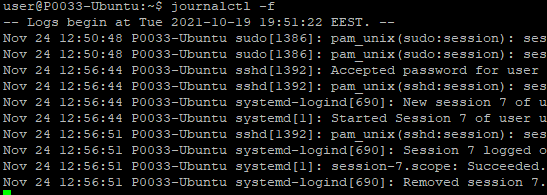 user@P0033-Ubuntu:~$ journalctl -f
-- Logs begin at Tue 2021-10-19 19:51:22 EEST. --
Nov 24 12:50:48 P0033-Ubuntu sudo[1386]: pam_unix(sudo:session): ses
Nov 24 12:50:48 P0033-Ubuntu sudo[1386]: pam_unix(sudo:session): ses
Nov 24 12:56:44 P0033-Ubuntu sshd[1392]: Accepted password for user
Nov 24 12:56:44 P0033-Ubuntu sshd[1392]: pam_unix(sshd:session): ses
Nov 24 12:56:44 P0033-Ubuntu systemd-logind[690]: New session 7 of u
Nov 24 12:56:44 P0033-Ubuntu systemd[1]: Started Session 7 of user u
Nov 24 12:56:51 P0033-Ubuntu sshd[1392]: pam_unix(sshd:session): ses
Nov 24 12:56:51 P0033-Ubuntu systemd-logind[690]: Session 7 logged o
Nov 24 12:56:51 P0033-Ubuntu systemd[1]: session-7.scope: Succeeded.
Nov 24 12:56:51 P0033-Ubuntu systemd-logind[690]: Removed session 7.